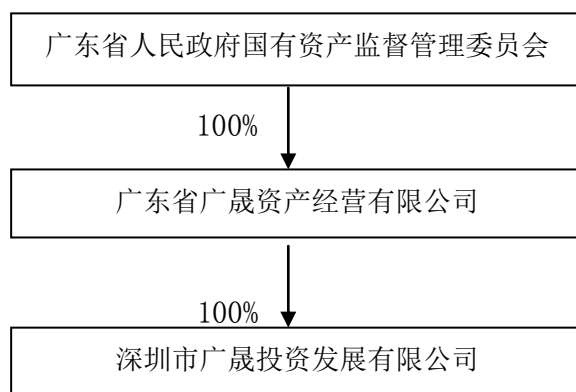 广东省人民政府国有资产监督管理委员会
100%
广东省广晟资产经营有限公司
100%
深圳市广晟投资发展有限公司